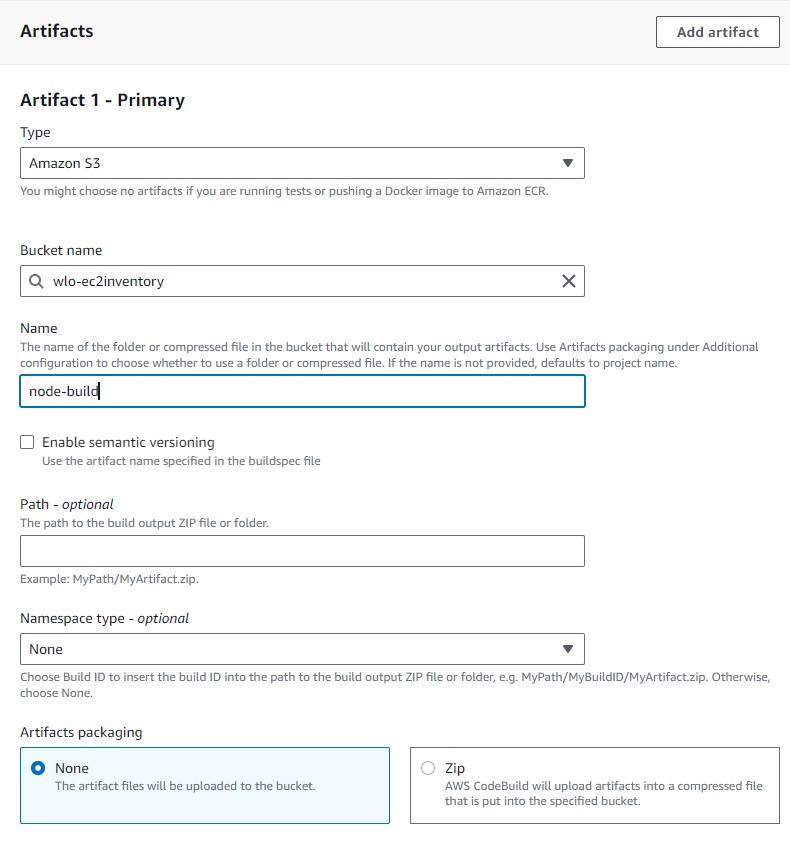 Artifacts
Add artifact
Artifact 1 - Primary
Type
Amazon S3
You might choose no artifacts if you are running tests or pushing a Docker image to Amazon ECR.
Bucket name
wlo-ec2inventory
Name
The name of the folder or compressed file in the bucket that will contain your output artifacts. Use Artifacts packaging under Additional
configuration to choose whether to use a folder or compressed file. If the name is not provided, defaults to project name.
node-build
Enable semantic versioning
Use the artifact name specified in the buildspec file
Path - optional
The path to the build output ZIP file or folder.
Example: MyPath/MyArtifact.zip.
Namespace type - optional
None
Choose Build ID to insert the build ID into the path to the build output ZIP file or folder, e.g. MyPath/MyBuildID/MyArtifact.zip. Otherwise,
choose None.
Artifacts packaging
None
The artifact files will be uploaded to the bucket.
Zip
AWS CodeBuild will upload artifacts into a compressed file
that is put into the specified bucket.